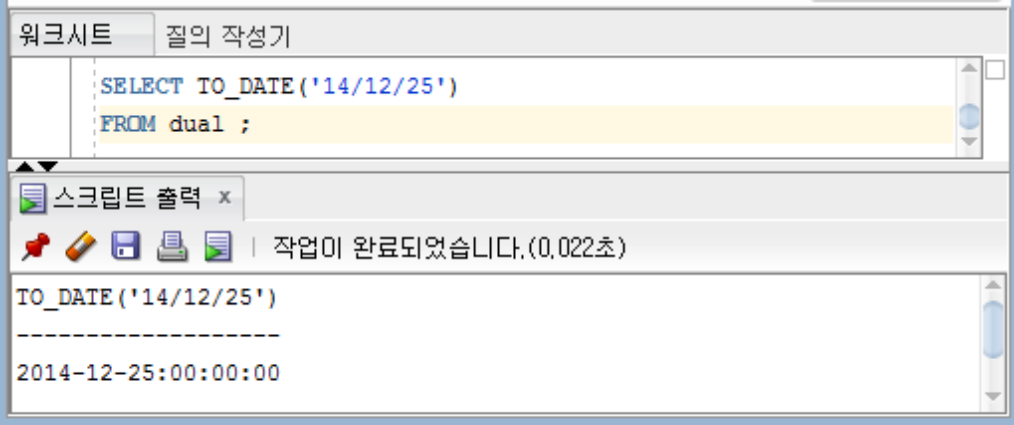 워크시트 질의 작성기
SELECT TO_DATE('14/12/25')
FROM dual ;
스크립트 출력 x
작업이 완료되었습니다.(0.022초)
TO_DATE('14/12/25')
-------------------
2014-12-25:00:00:00